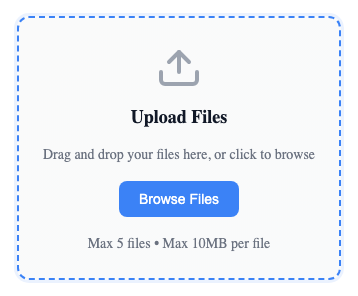 Upload Files
Drag and drop your files here, or click to browse
Browse Files
Max 5 files • Max 10MB per file